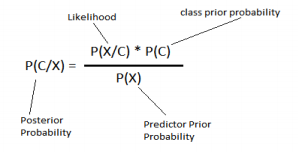 Likelihood
class prior probability
P(X/C) * P(C)
P(C/X) =
P(X)
Posterior
Probability
Predictor Prior
Probability